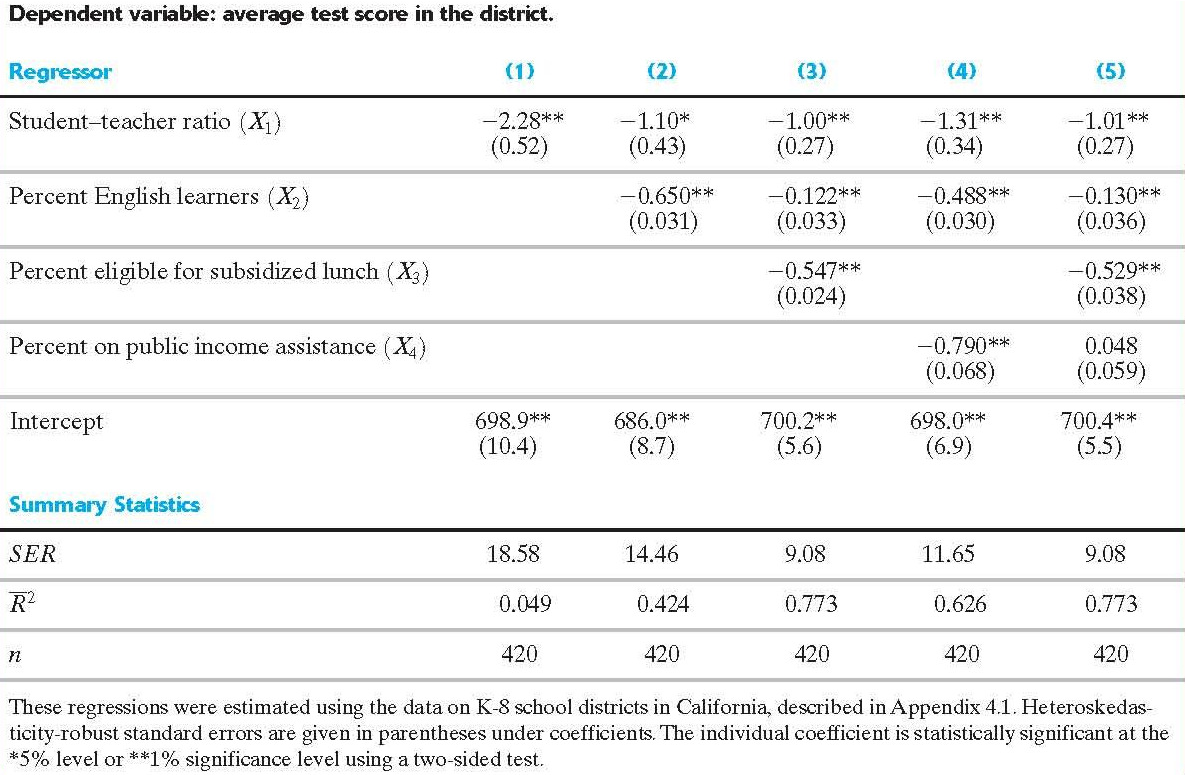 Dependent variable: average test score in the district.
Regressor (1) (2) (3) (4) (5)
Student–teacher ratio (X₁) −2.28** −1.10* −1.00** −1.31** −1.01**
(0.52) (0.43) (0.27) (0.34) (0.27)
Percent English learners (X₂) −0.650** −0.122** −0.488** −0.130**
(0.031) (0.033) (0.030) (0.036)
Percent eligible for subsidized lunch (X₃) −0.547** −0.529**
(0.024) (0.038)
Percent on public income assistance (X₄) −0.790** 0.048
(0.068) (0.059)
Intercept 698.9** 686.0** 700.2** 698.0** 700.4**
(10.4) (8.7) (5.6) (6.9) (5.5)
Summary Statistics
SER 18.58 14.46 9.08 11.65 9.08
R̅² 0.049 0.424 0.773 0.626 0.773
n 420 420 420 420 420
These regressions were estimated using the data on K-8 school districts in California, described in Appendix 4.1. Heteroskedas-
ticity-robust standard errors are given in parentheses under coefficients. The individual coefficient is statistically significant at the
*5% level or **1% significance level using a two-sided test.